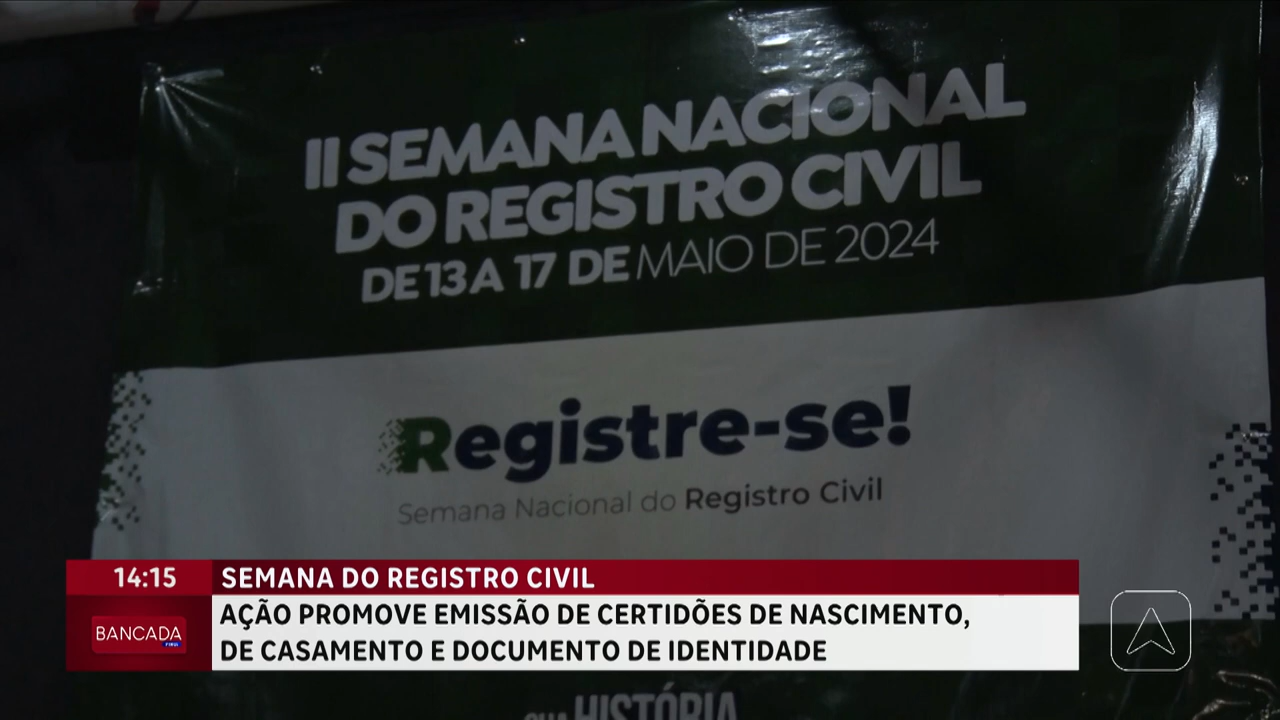 II SEMANA NACIONAL
DO REGISTRO CIVIL
DE 13 A 17 DE MAIO DE 2024
Registre-se!
Semana Nacional do Registro Civil
14:15
SEMANA DO REGISTRO CIVIL
BANCADA
PIAUÍ
AÇÃO PROMOVE EMISSÃO DE CERTIDÕES DE NASCIMENTO,
DE CASAMENTO E DOCUMENTO DE IDENTIDADE
SUA HISTÓRIA